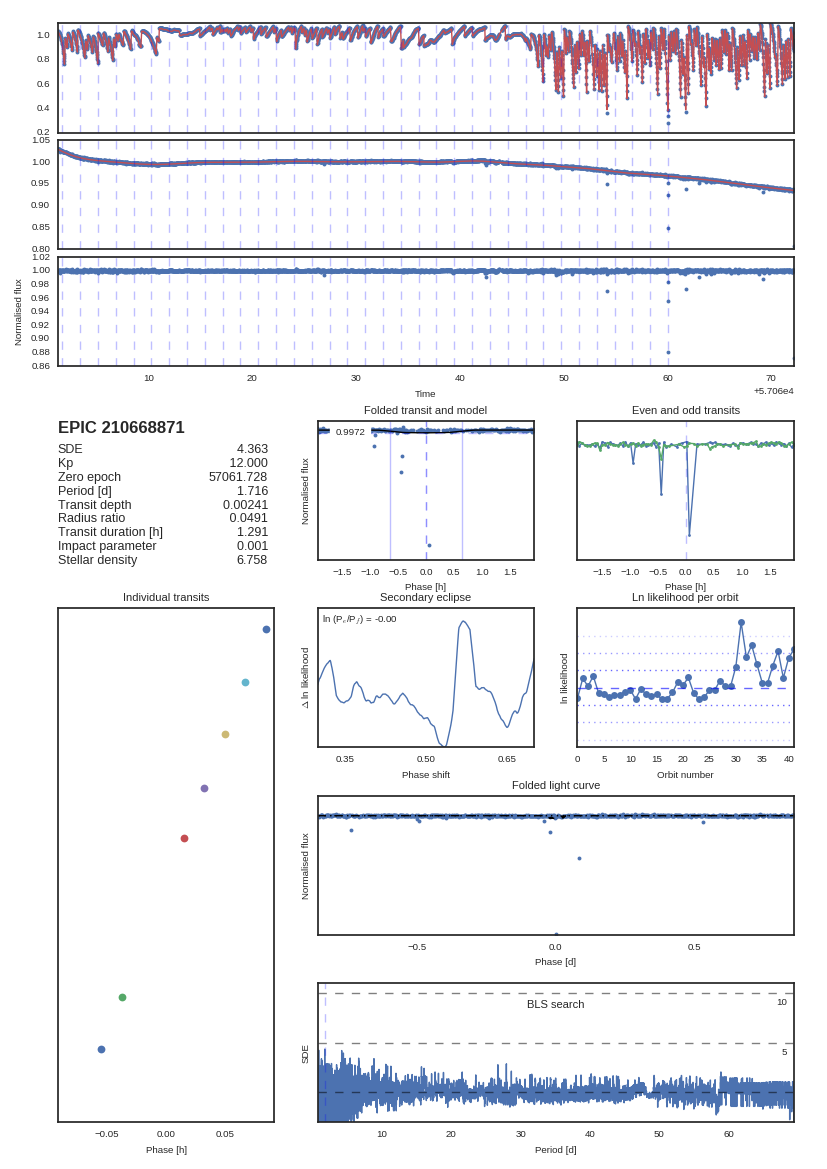 1.0
0.8
0.6
0.4
0.2
1.05
1.00
0.95
0.90
0.85
0.80
1.02
1.00
0.98
0.96
0.94
0.92
0.90
0.88
0.86
Normalised flux
10 20 30 40 50 60 70
Time
+5.706e4
EPIC 210668871
SDE 4.363
Kp 12.000
Zero epoch 57061.728
Period [d] 1.716
Transit depth 0.00241
Radius ratio 0.0491
Transit duration [h] 1.291
Impact parameter 0.001
Stellar density 6.758
Folded transit and model
0.9972
Normalised flux
−1.5 −1.0 −0.5 0.0 0.5 1.0 1.5
Phase [h]
Even and odd transits
−1.5 −1.0 −0.5 0.0 0.5 1.0 1.5
Phase [h]
Individual transits
−0.05 0.00 0.05
Phase [h]
Secondary eclipse
Δ ln likelihood
0.35 0.50 0.65
Phase shift
Ln likelihood per orbit
ln likelihood
0 5 10 15 20 25 30 35 40
Orbit number
Folded light curve
Normalised flux
−0.5 0.0 0.5
Phase [d]
BLS search
10
5
SDE
10 20 30 40 50 60
Period [d]